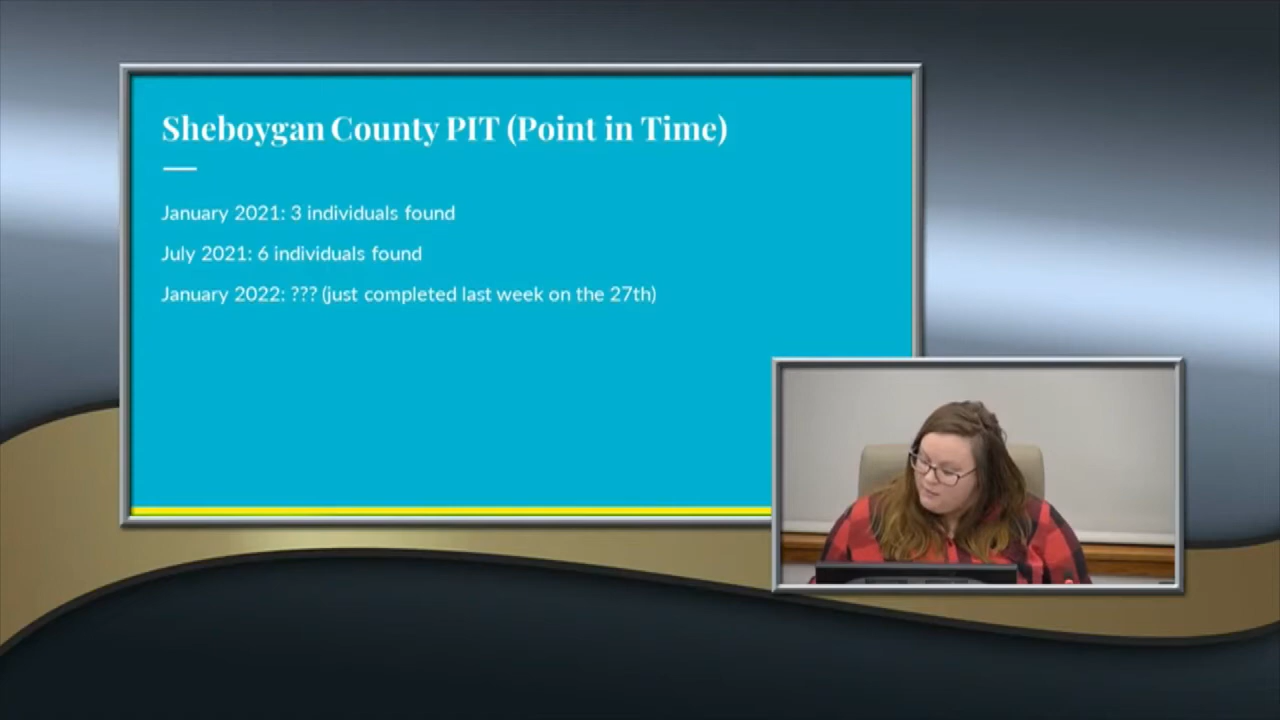 Sheboygan County PIT (Point in Time)
January 2021: 3 individuals found
July 2021: 6 individuals found
January 2022: ??? (just completed last week on the 27th)